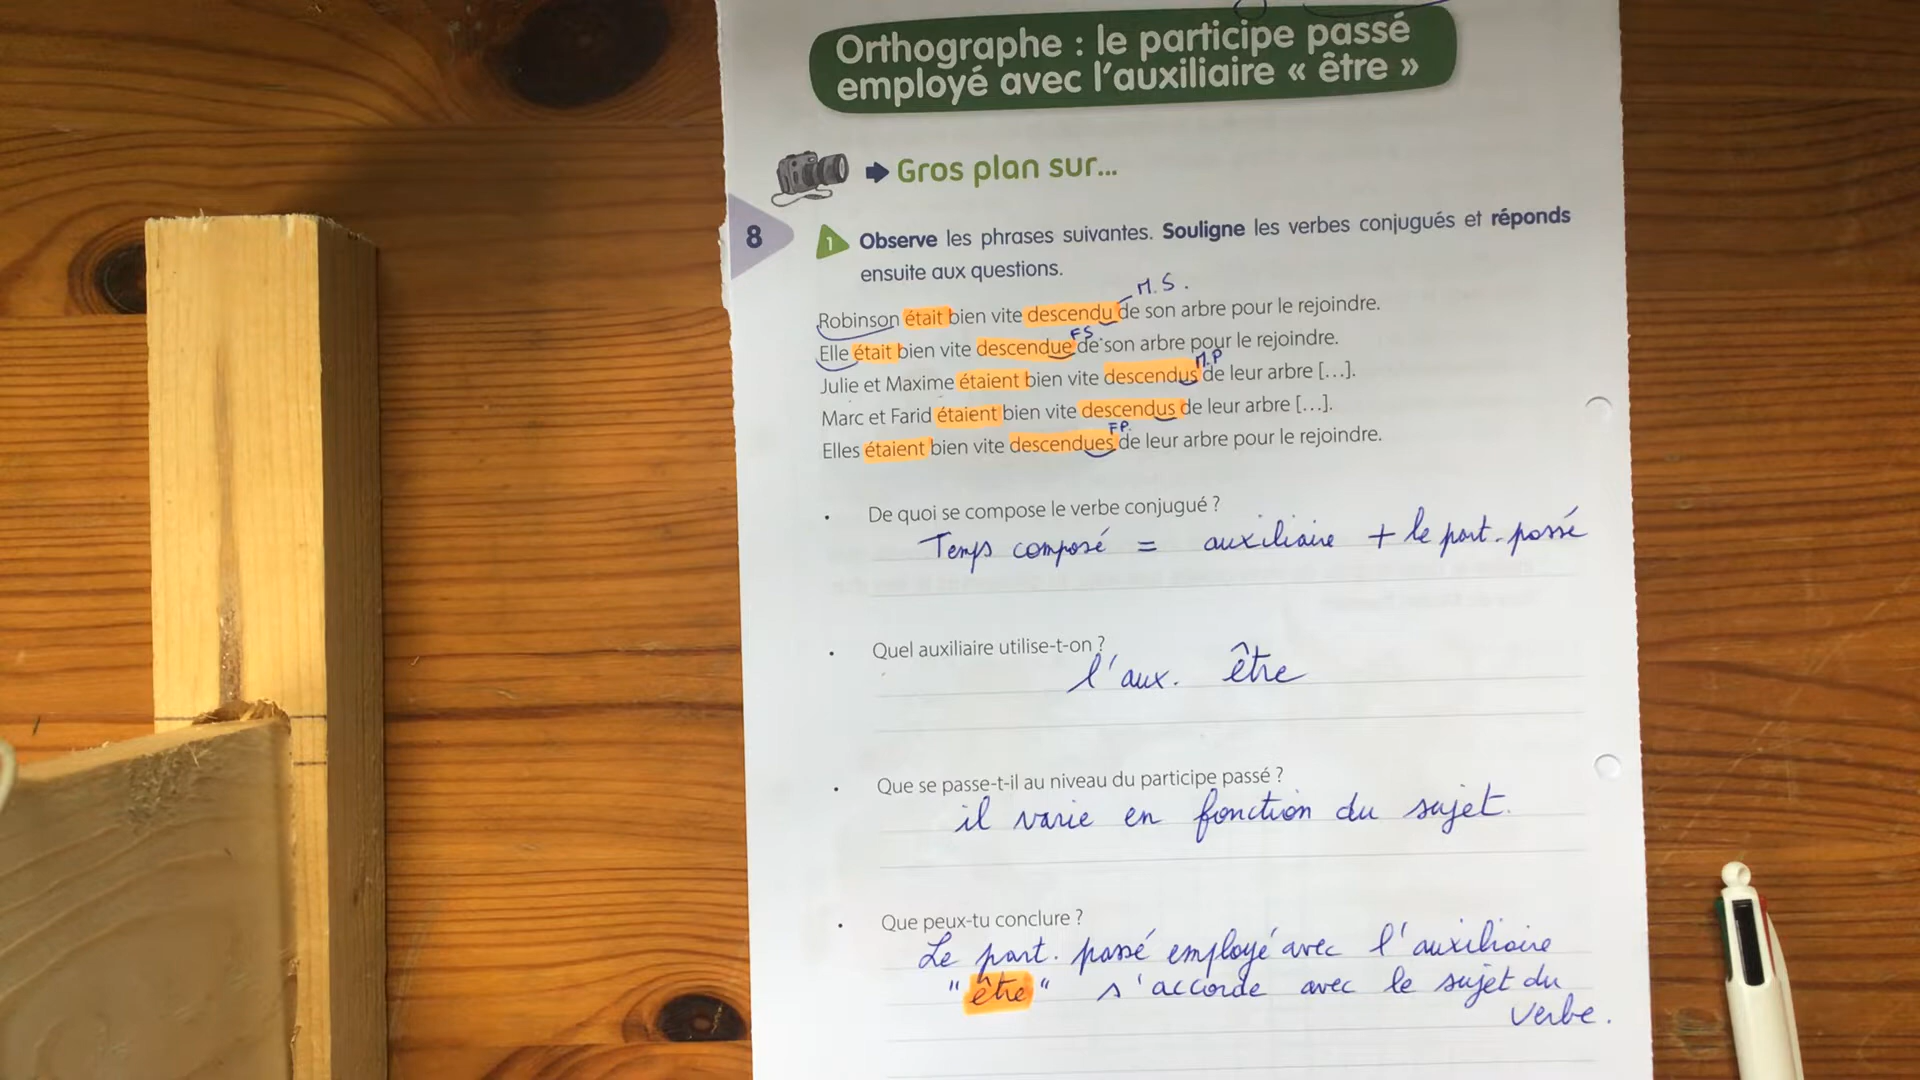 Orthographe : le participe passé
employé avec l'auxiliaire « être »
➡ Gros plan sur...
8
1 Observe les phrases suivantes. Souligne les verbes conjugués et réponds
ensuite aux questions.
M.S.
Robinson était bien vite descendu de son arbre pour le rejoindre.
FS
Elle était bien vite descendue de son arbre pour le rejoindre.
M.P
Julie et Maxime étaient bien vite descendus de leur arbre [...].
Marc et Farid étaient bien vite descendus de leur arbre [...].
FP.
Elles étaient bien vite descendues de leur arbre pour le rejoindre.
• De quoi se compose le verbe conjugué ?
Temps composé = auxiliaire + le part. passé
• Quel auxiliaire utilise-t-on ?
l'aux. être
• Que se passe-t-il au niveau du participe passé ?
il varie en fonction du sujet.
• Que peux-tu conclure ?
Le part. passé employé avec l'auxiliaire
"être" s'accorde avec le sujet du
verbe.